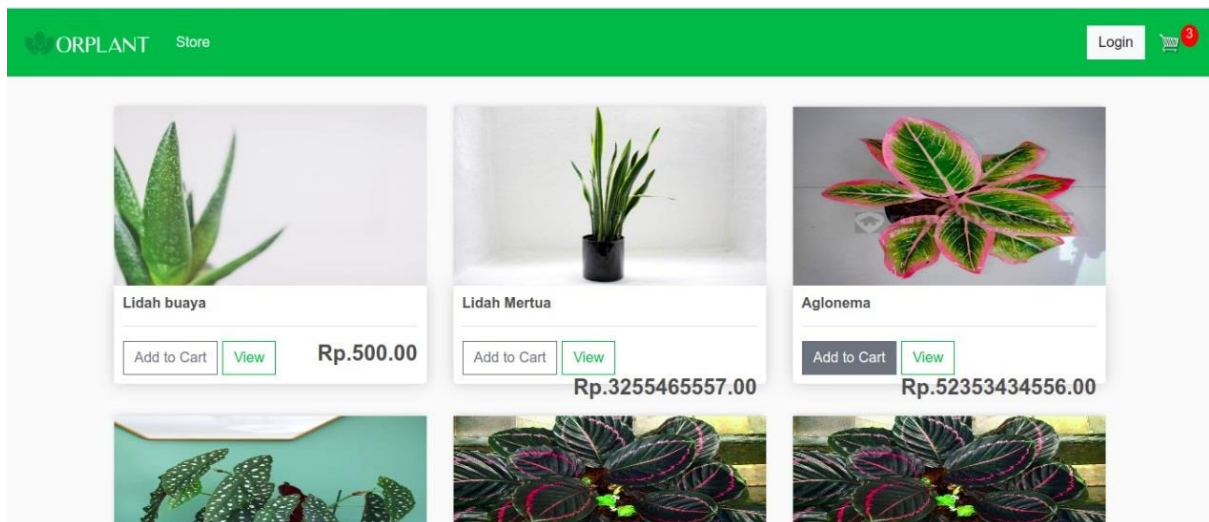 ORPLANT Store Login 3
Lidah buaya
Lidah Mertua
Aglonema
Add to Cart View Rp.500.00
Add to Cart View
Rp.3255465557.00
Add to Cart View
Rp.52353434556.00